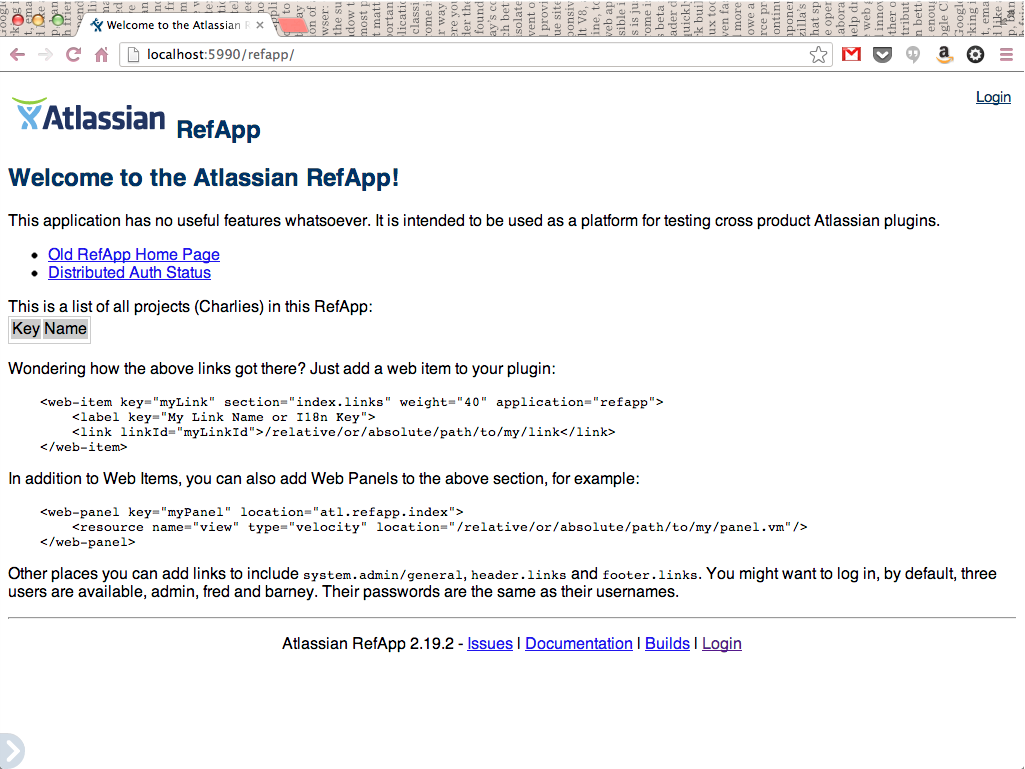 Welcome to the Atlassian R
localhost:5990/refapp/
Login
Atlassian RefApp
Welcome to the Atlassian RefApp!
This application has no useful features whatsoever. It is intended to be used as a platform for testing cross product Atlassian plugins.
Old RefApp Home Page
Distributed Auth Status
This is a list of all projects (Charlies) in this RefApp:
Key Name
Wondering how the above links got there? Just add a web item to your plugin:
<web-item key="myLink" section="index.links" weight="40" application="refapp">
<label key="My Link Name or I18n Key">
<link linkId="myLinkId">/relative/or/absolute/path/to/my/link</link>
</web-item>
In addition to Web Items, you can also add Web Panels to the above section, for example:
<web-panel key="myPanel" location="atl.refapp.index">
<resource name="view" type="velocity" location="/relative/or/absolute/path/to/my/panel.vm"/>
</web-panel>
Other places you can add links to include system.admin/general, header.links and footer.links. You might want to log in, by default, three
users are available, admin, fred and barney. Their passwords are the same as their usernames.
Atlassian RefApp 2.19.2 - Issues | Documentation | Builds | Login